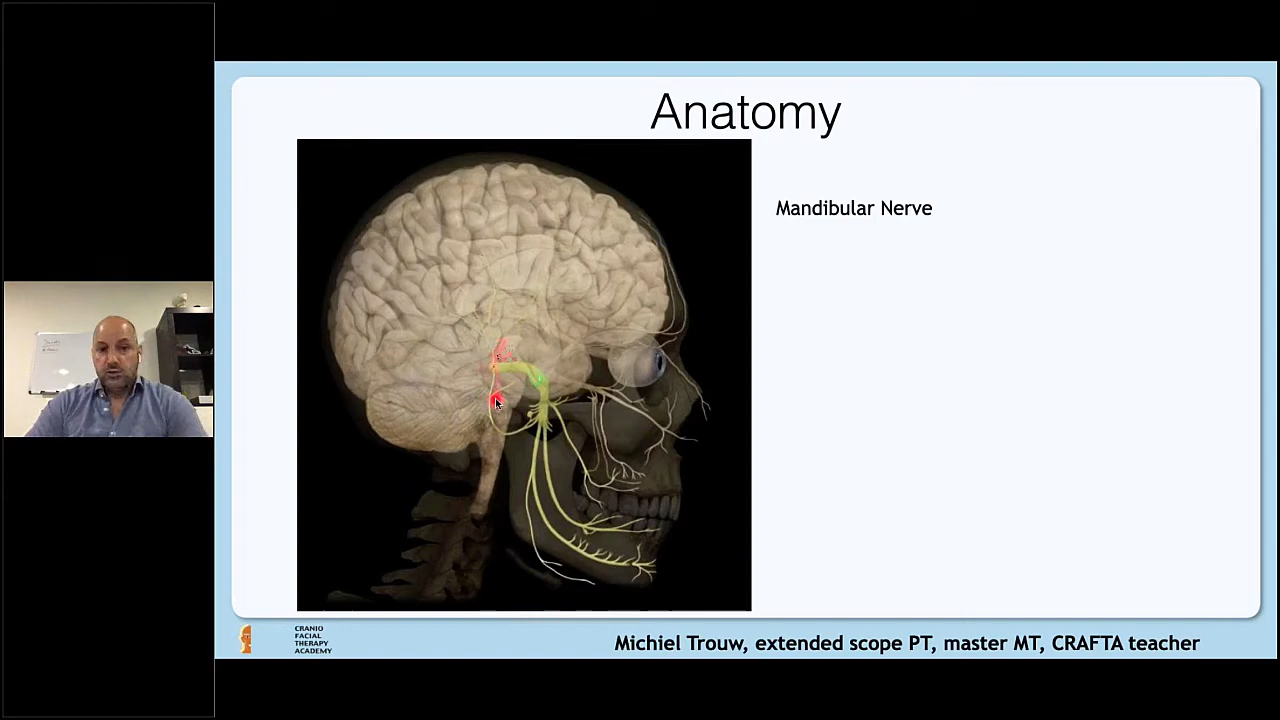 Anatomy
Mandibular Nerve
CRANIO
FACIAL
THERAPY
ACADEMY
Michiel Trouw, extended scope PT, master MT, CRAFTA teacher